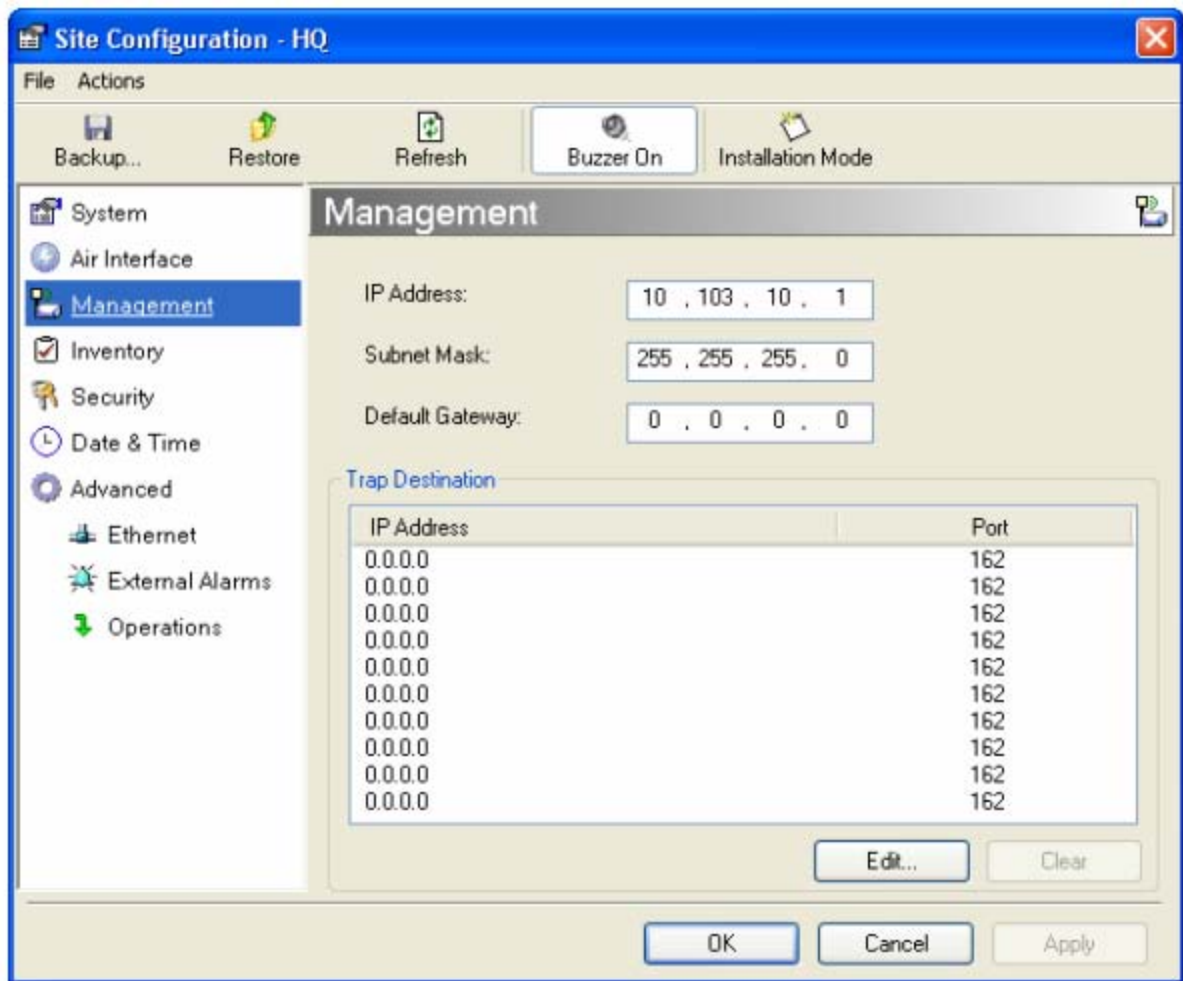 Site Configuration - HQ
File Actions
Backup... Restore Refresh Buzzer On Installation Mode
System
Air Interface
Management
Inventory
Security
Date & Time
Advanced
Ethernet
External Alarms
Operations
Management
IP Address: 10 . 103 . 10 . 1
Subnet Mask: 255 . 255 . 255 . 0
Default Gateway: 0 . 0 . 0 . 0
Trap Destination
IP Address Port
0.0.0.0 162
0.0.0.0 162
0.0.0.0 162
0.0.0.0 162
0.0.0.0 162
0.0.0.0 162
0.0.0.0 162
0.0.0.0 162
0.0.0.0 162
0.0.0.0 162
Edit... Clear
OK Cancel Apply